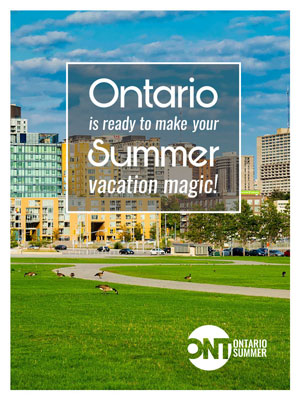 Ontario
is ready to make your
Summer
vacation magic!
ONT ONTARIO
SUMMER